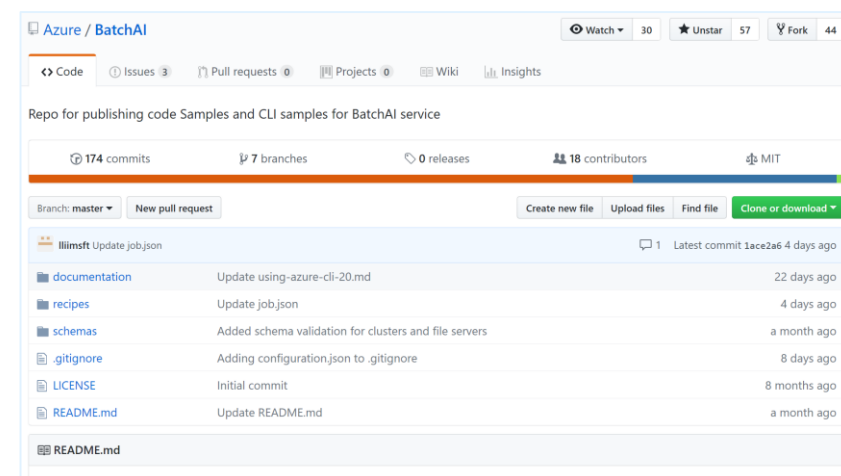 Azure / BatchAI
Watch 30 Unstar 57 Fork 44
Code Issues 3 Pull requests 0 Projects 0 Wiki Insights
Repo for publishing code Samples and CLI samples for BatchAI service
174 commits 7 branches 0 releases 18 contributors MIT
Branch: master New pull request Create new file Upload files Find file Clone or download
lliimsft Update job.json 1 Latest commit 1ace2a6 4 days ago
documentation Update using-azure-cli-20.md 22 days ago
recipes Update job.json 4 days ago
schemas Added schema validation for clusters and file servers a month ago
.gitignore Adding configuration.json to .gitignore 8 days ago
LICENSE Initial commit 8 months ago
README.md Update README.md a month ago
README.md